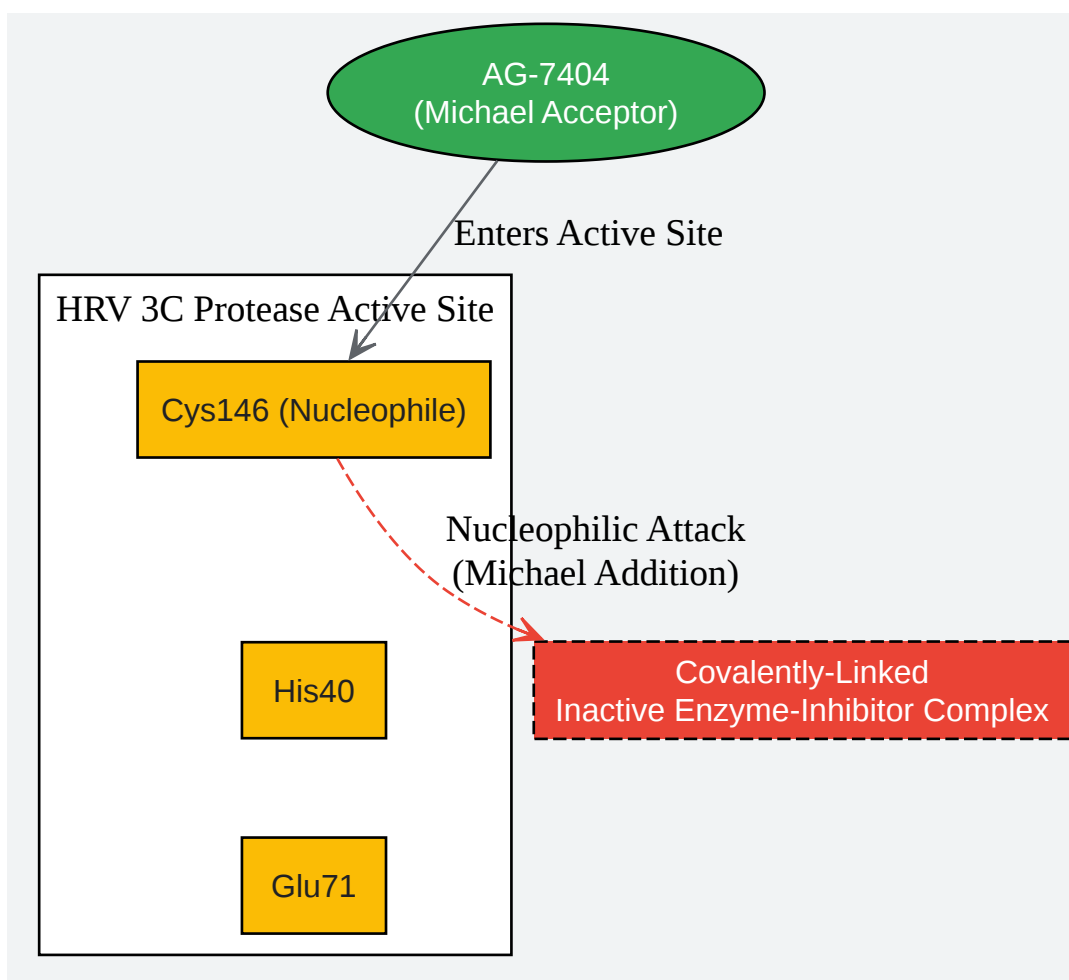 AG-7404
(Michael Acceptor)
Enters Active Site
HRV 3C Protease Active Site
Cys146 (Nucleophile)
Nucleophilic Attack
(Michael Addition)
His40
Covalently-Linked
Inactive Enzyme-Inhibitor Complex
Glu71